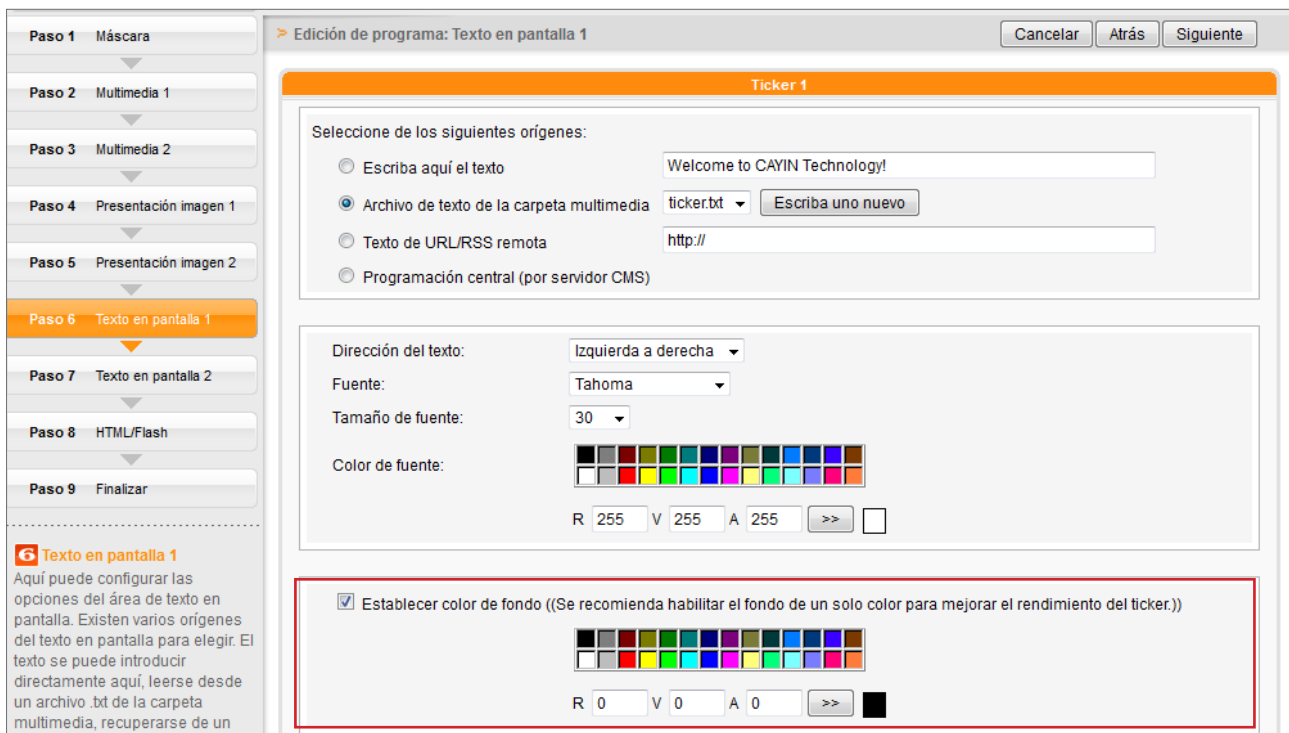 Paso 1 Máscara
Paso 2 Multimedia 1
Paso 3 Multimedia 2
Paso 4 Presentación imagen 1
Paso 5 Presentación imagen 2
Paso 6 Texto en pantalla 1
Paso 7 Texto en pantalla 2
Paso 8 HTML/Flash
Paso 9 Finalizar
6 Texto en pantalla 1
Aquí puede configurar las
opciones del área de texto en
pantalla. Existen varios orígenes
del texto en pantalla para elegir. El
texto se puede introducir
directamente aquí, leerse desde
un archivo .txt de la carpeta
multimedia, recuperarse de un
> Edición de programa: Texto en pantalla 1
Cancelar Atrás Siguiente
Ticker 1
Seleccione de los siguientes orígenes:
Escriba aquí el texto Welcome to CAYIN Technology!
Archivo de texto de la carpeta multimedia ticker.txt Escriba uno nuevo
Texto de URL/RSS remota http://
Programación central (por servidor CMS)
Dirección del texto: Izquierda a derecha
Fuente: Tahoma
Tamaño de fuente: 30
Color de fuente:
R 255 V 255 A 255 >>
Establecer color de fondo ((Se recomienda habilitar el fondo de un solo color para mejorar el rendimiento del ticker.))
R 0 V 0 A 0 >>